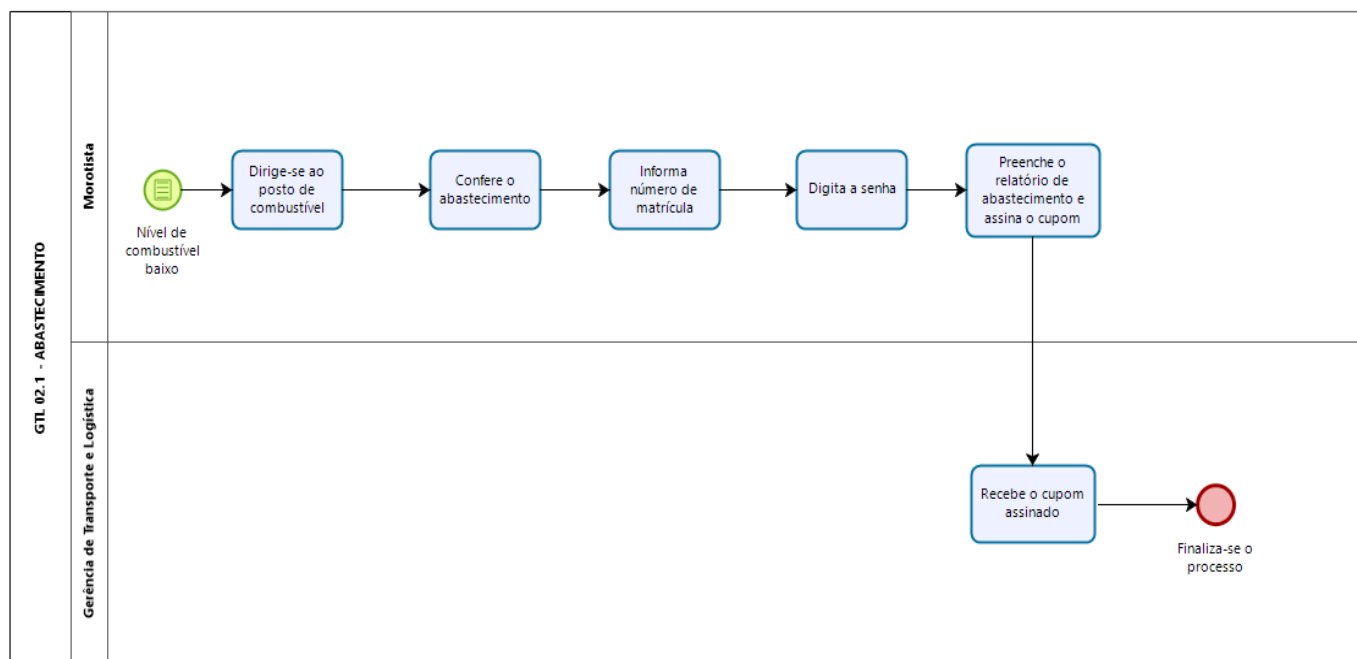 GTL 02.1 - ABASTECIMENTO
Morotista
Nível de
combustível
baixo
Dirige-se ao
posto de
combustível
Confere o
abastecimento
Informa
número de
matrícula
Digita a senha
Preenche o
relatório de
abastecimento e
assina o cupom
Gerência de Transporte e Logística
Recebe o cupom
assinado
Finaliza-se o
processo